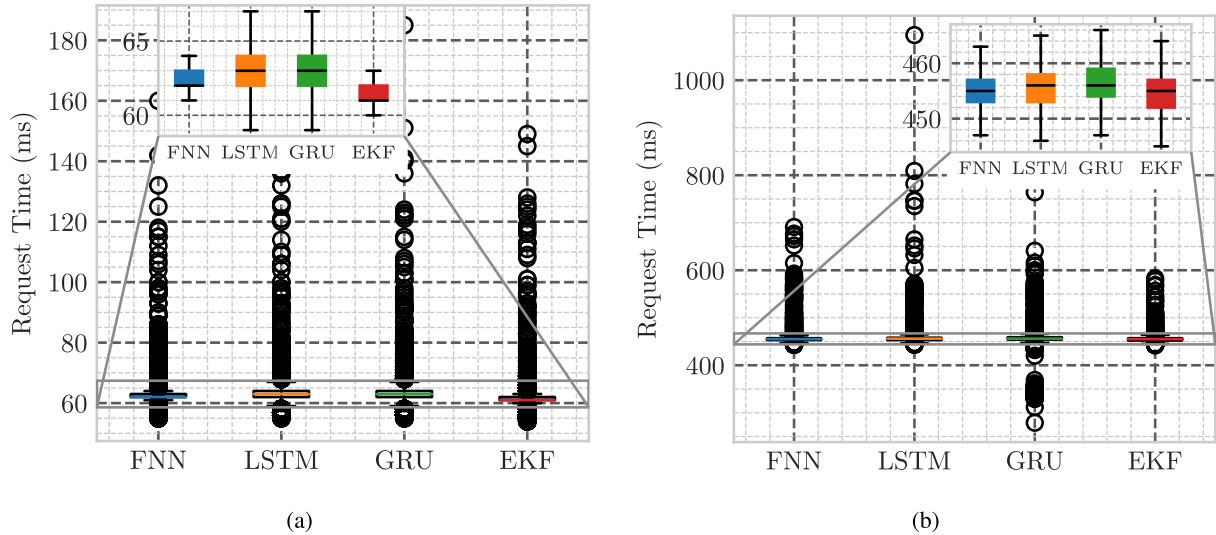 Request Time (ms)
180
160
140
120
100
80
60
65
60
FNN LSTM GRU EKF
FNN LSTM GRU EKF
(a)
Request Time (ms)
1000
800
600
400
460
450
FNN LSTM GRU EKF
FNN LSTM GRU EKF
(b)